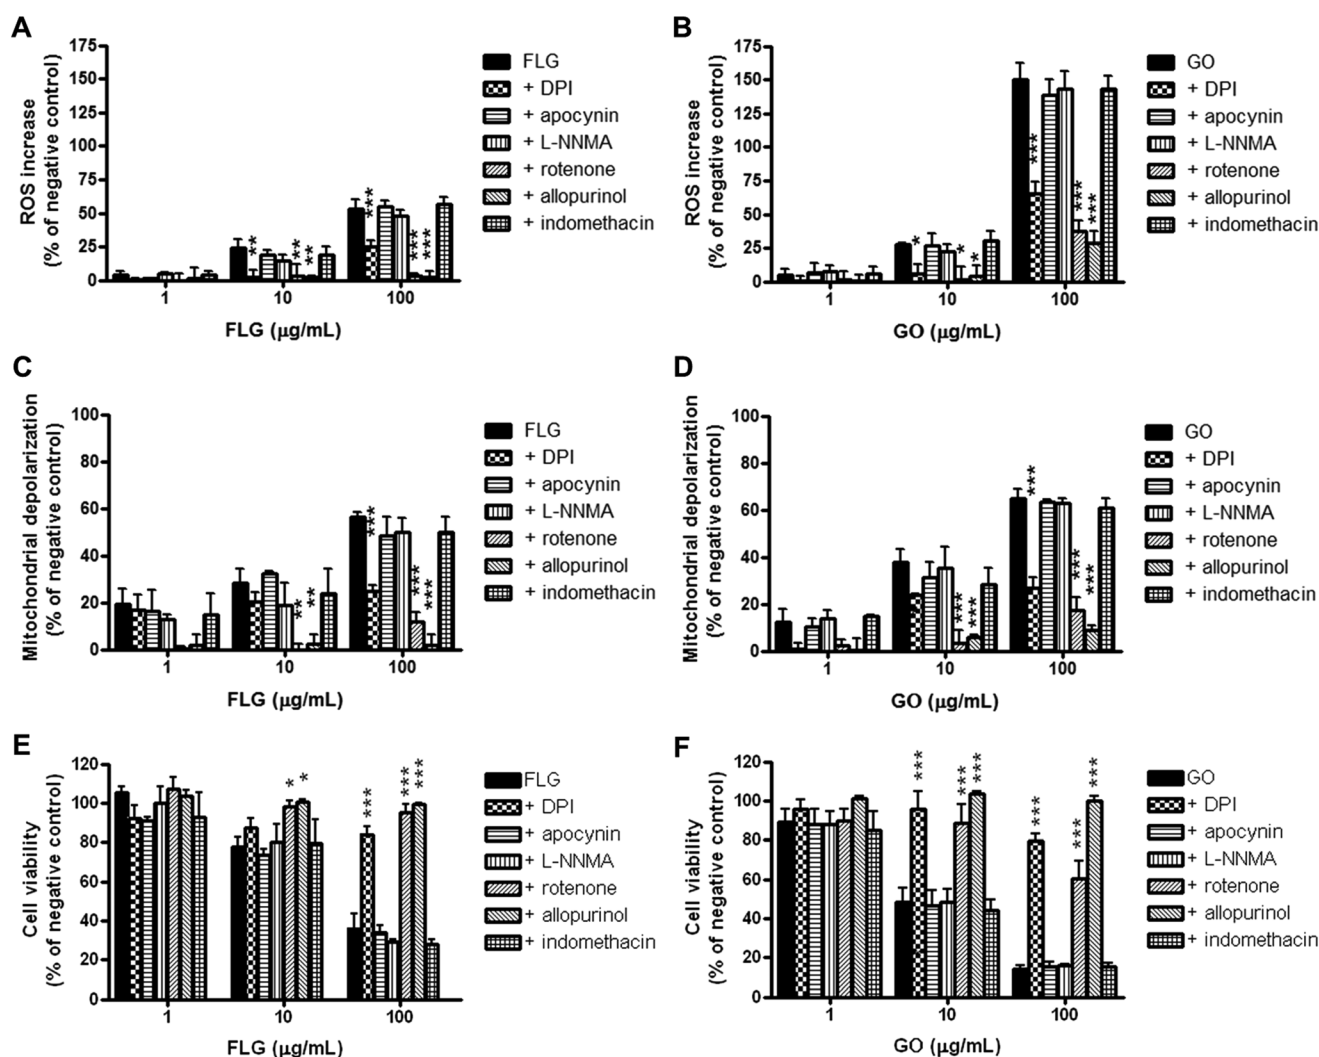 A
ROS increase
(% of negative control)
175
150
125
100
75
50
25
0
**
**
**
***
***
***
1
10
100
FLG (µg/mL)
FLG
+ DPI
+ apocynin
+ L-NNMA
+ rotenone
+ allopurinol
+ indomethacin
B
ROS increase
(% of negative control)
175
150
125
100
75
50
25
0
*
*
*
***
***
***
1
10
100
GO (µg/mL)
GO
+ DPI
+ apocynin
+ L-NNMA
+ rotenone
+ allopurinol
+ indomethacin
C
Mitochondrial depolarization
(% of negative control)
100
80
60
40
20
0
**
**
***
***
***
1
10
100
FLG (µg/mL)
FLG
+ DPI
+ apocynin
+ L-NNMA
+ rotenone
+ allopurinol
+ indomethacin
D
Mitochondrial depolarization
(% of negative control)
100
80
60
40
20
0
***
***
***
***
***
1
10
100
GO (µg/mL)
GO
+ DPI
+ apocynin
+ L-NNMA
+ rotenone
+ allopurinol
+ indomethacin
E
Cell viability
(% of negative control)
120
100
80
60
40
20
0
*
*
***
***
***
1
10
100
FLG (µg/mL)
FLG
+ DPI
+ apocynin
+ L-NNMA
+ rotenone
+ allopurinol
+ indomethacin
F
Cell viability
(% of negative control)
120
100
80
60
40
20
0
***
***
***
***
***
***
1
10
100
GO (µg/mL)
GO
+ DPI
+ apocynin
+ L-NNMA
+ rotenone
+ allopurinol
+ indomethacin